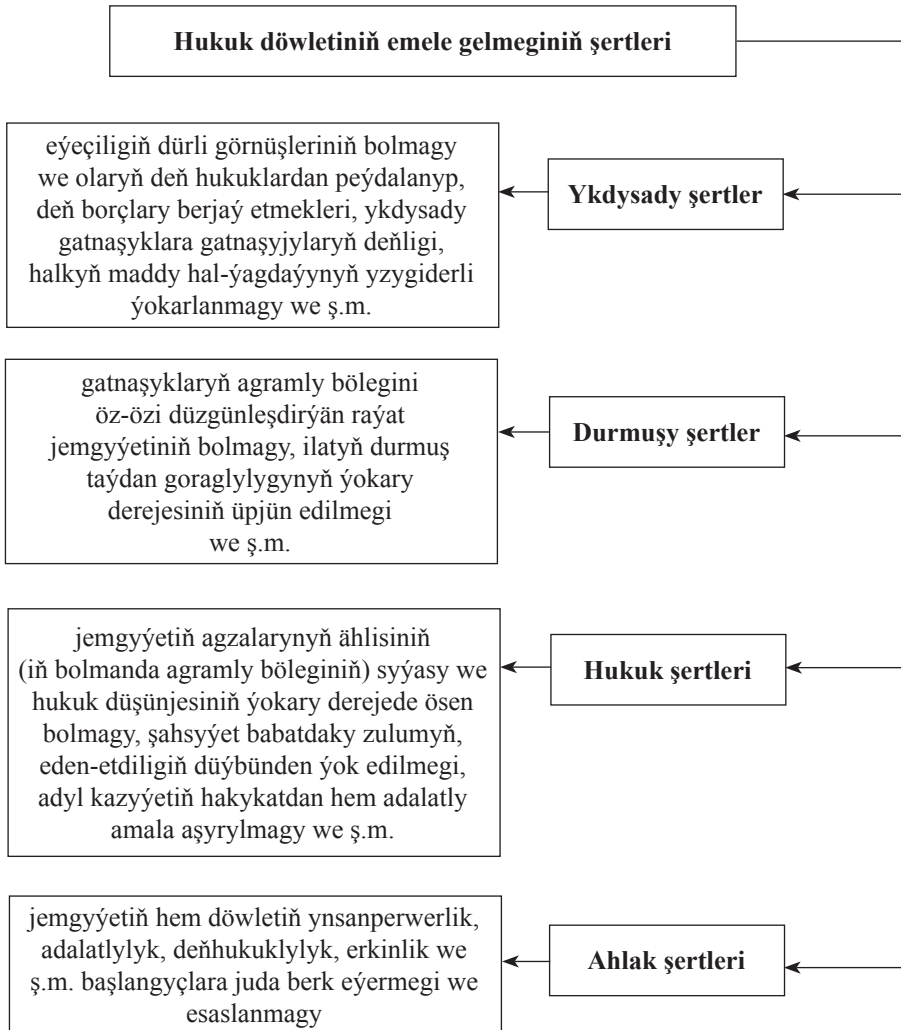 Hukuk döwletiniň emele gelmeginiň şertleri
eýeçiligiň dürli görnüşleriniň bolmagy
we olaryň deň hukuklardan peýdalanyp,
deň borçlary berjaý etmekleri, ykdysady
gatnaşyklara gatnaşyjylaryň deňligi,
halkyň maddy hal-ýagdaýynyň yzygiderli
ýokarlanmagy we ş.m.
Ykdysady şertler
gatnaşyklaryň agramly bölegini
öz-özi düzgünleşdirýän raýat
jemgyýetiniň bolmagy, ilatyň durmuş
taýdan goraglylygynyň ýokary
derejesiniň üpjün edilmegi
we ş.m.
Durmuşy şertler
jemgyýetiň agzalarynyň ählisiniň
(iň bolmanda agramly böleginiň) syýasy we
hukuk düşünjesiniň ýokary derejede ösen
bolmagy, şahsyýet babatdaky zulumyň,
eden-etdiligiň düýbünden ýok edilmegi,
adyl kazyýetiň hakykatdan hem adalatly
amala aşyrylmagy we ş.m.
Hukuk şertleri
jemgyýetiň hem döwletiň ynsanperwerlik,
adalatlylyk, deňhukuklylyk, erkinlik we
ş.m. başlangyçlara juda berk eýermegi we
esaslanmagy
Ahlak şertleri